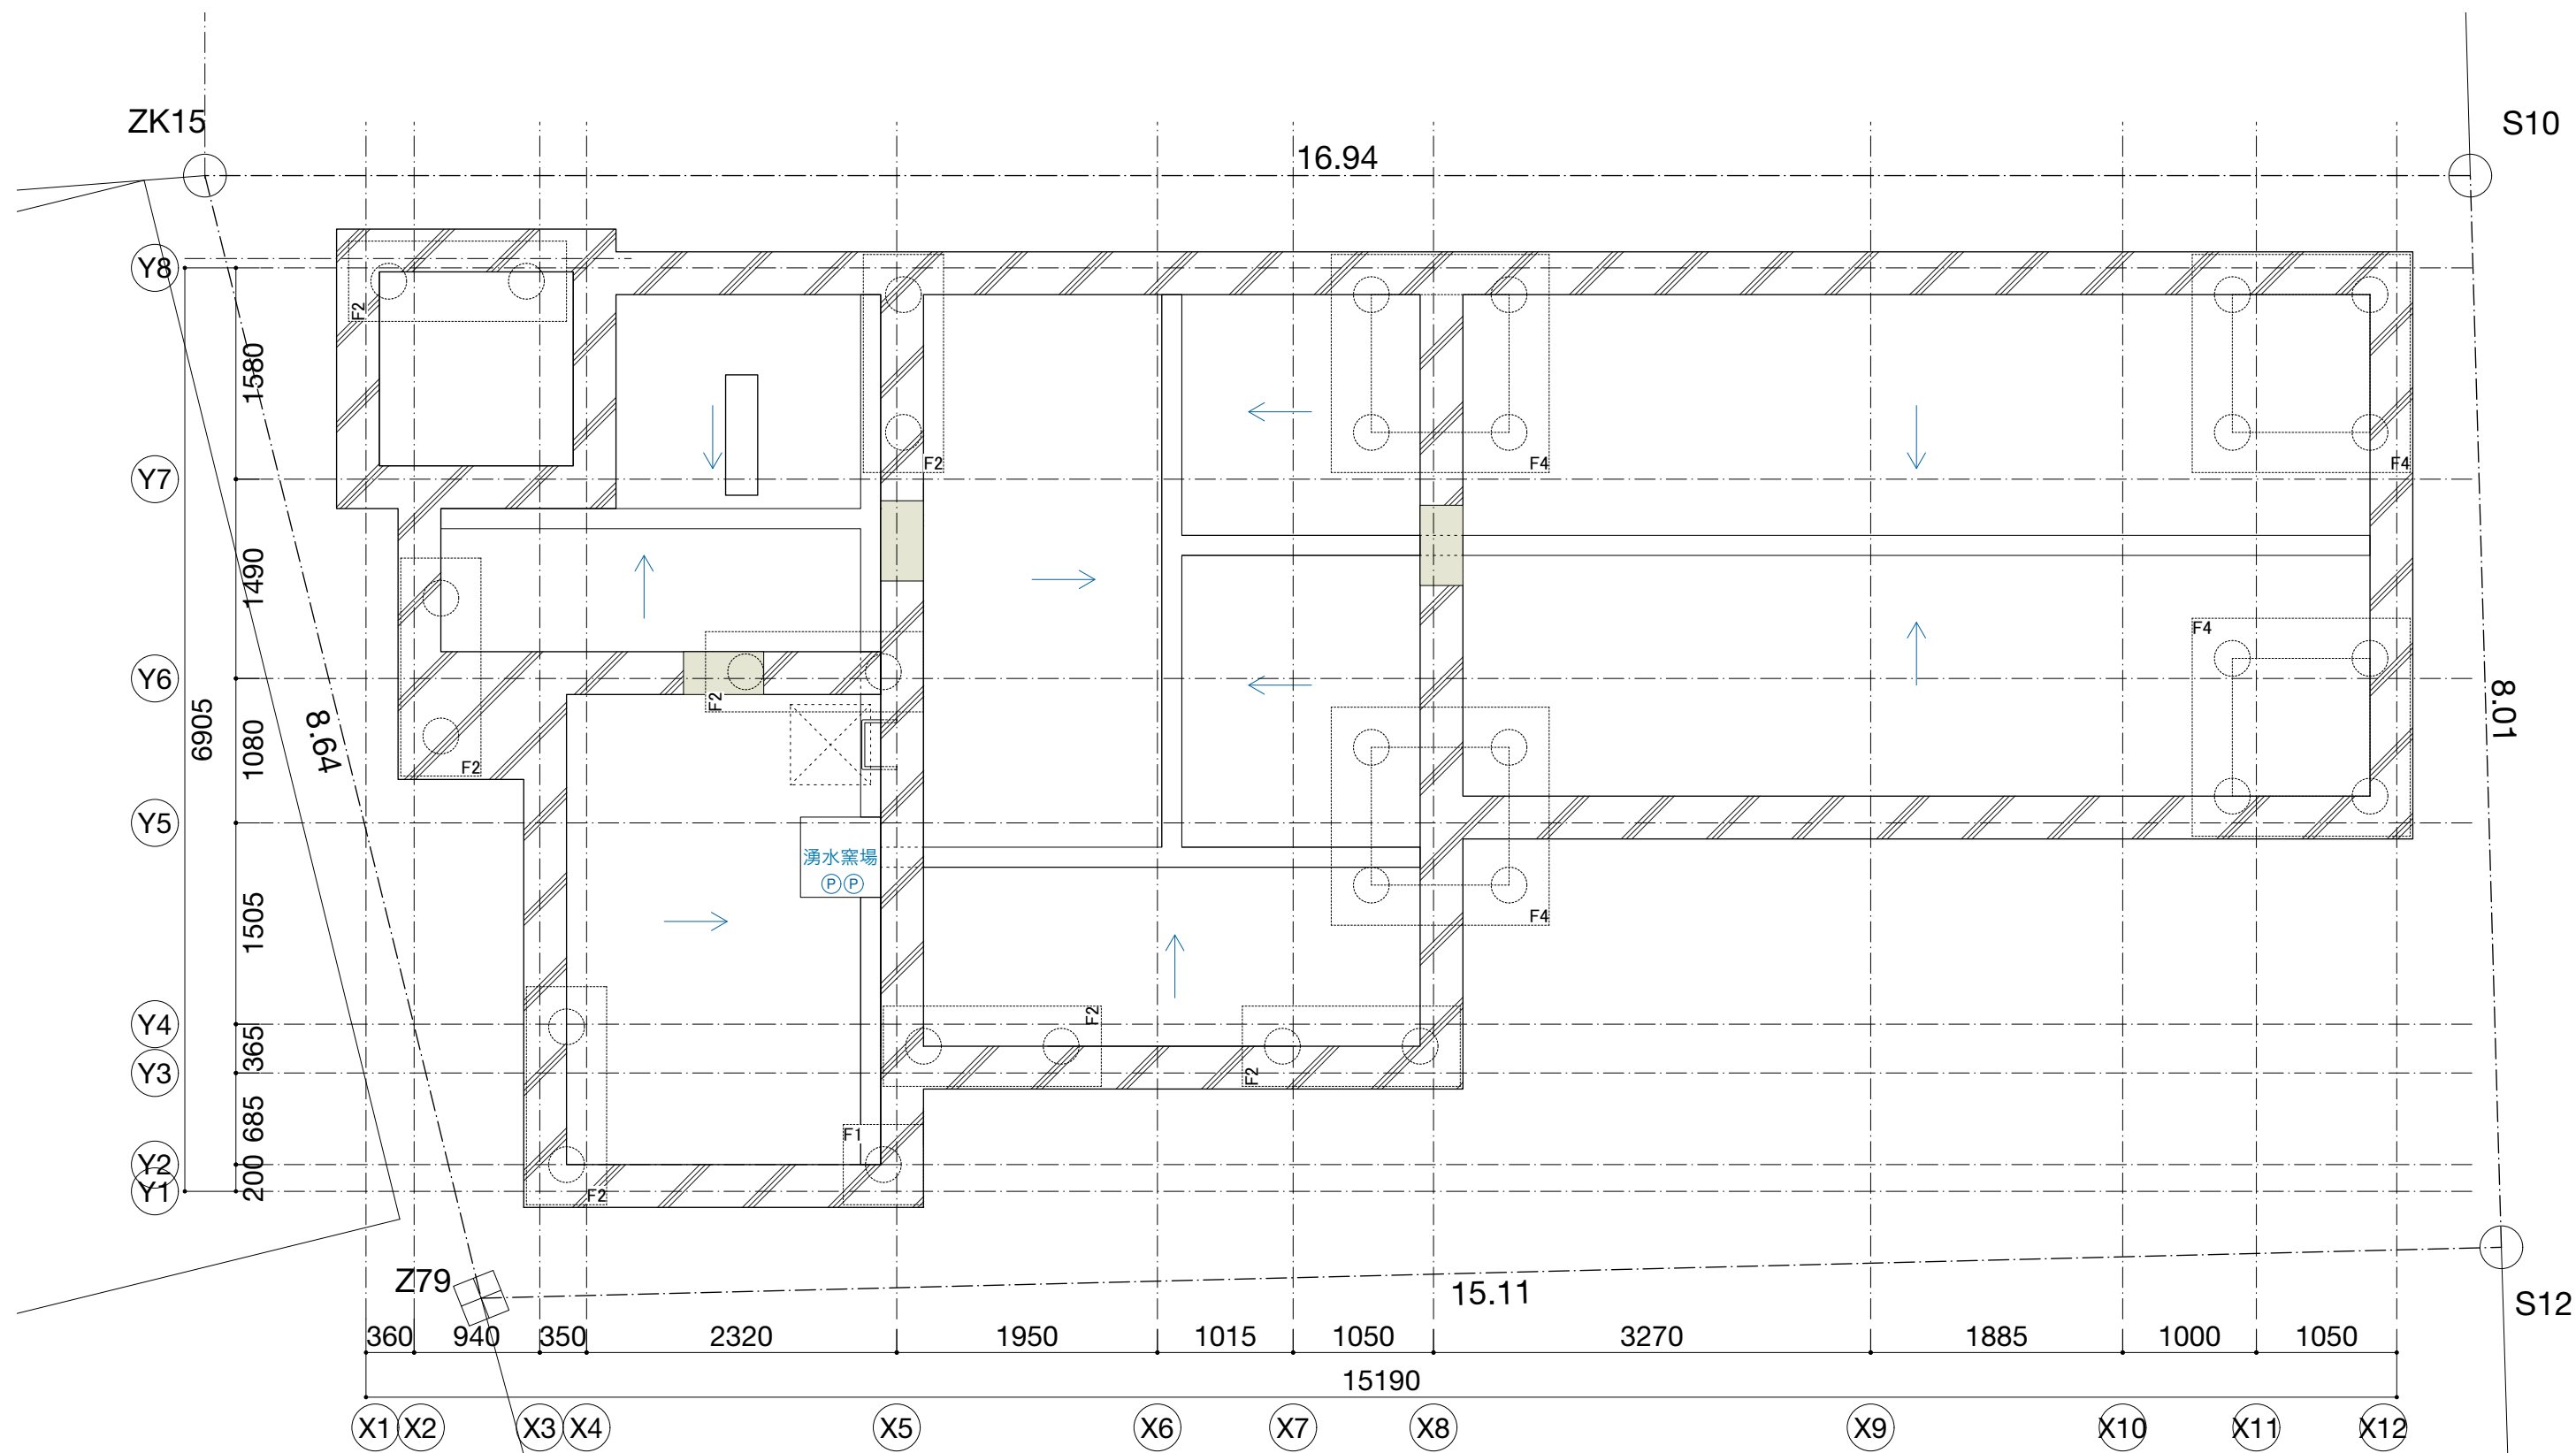 ZK15
S10
16.94
Y8
F2
1580
F2
F4
F4
Y7
1490
F4
Y6
6905
8.64
1080
F2
F2
8.01
Y5
湧水窯場
P P
1505
F4
Y4
365
F2
F2
Y3
685
F1
Y2
200
F2
Y1
Z79
15.11
S12
360 940 350 2320 1950 1015 1050 3270 1885 1000 1050
15190
X1 X2 X3 X4 X5 X6 X7 X8 X9 X10 X11 X12